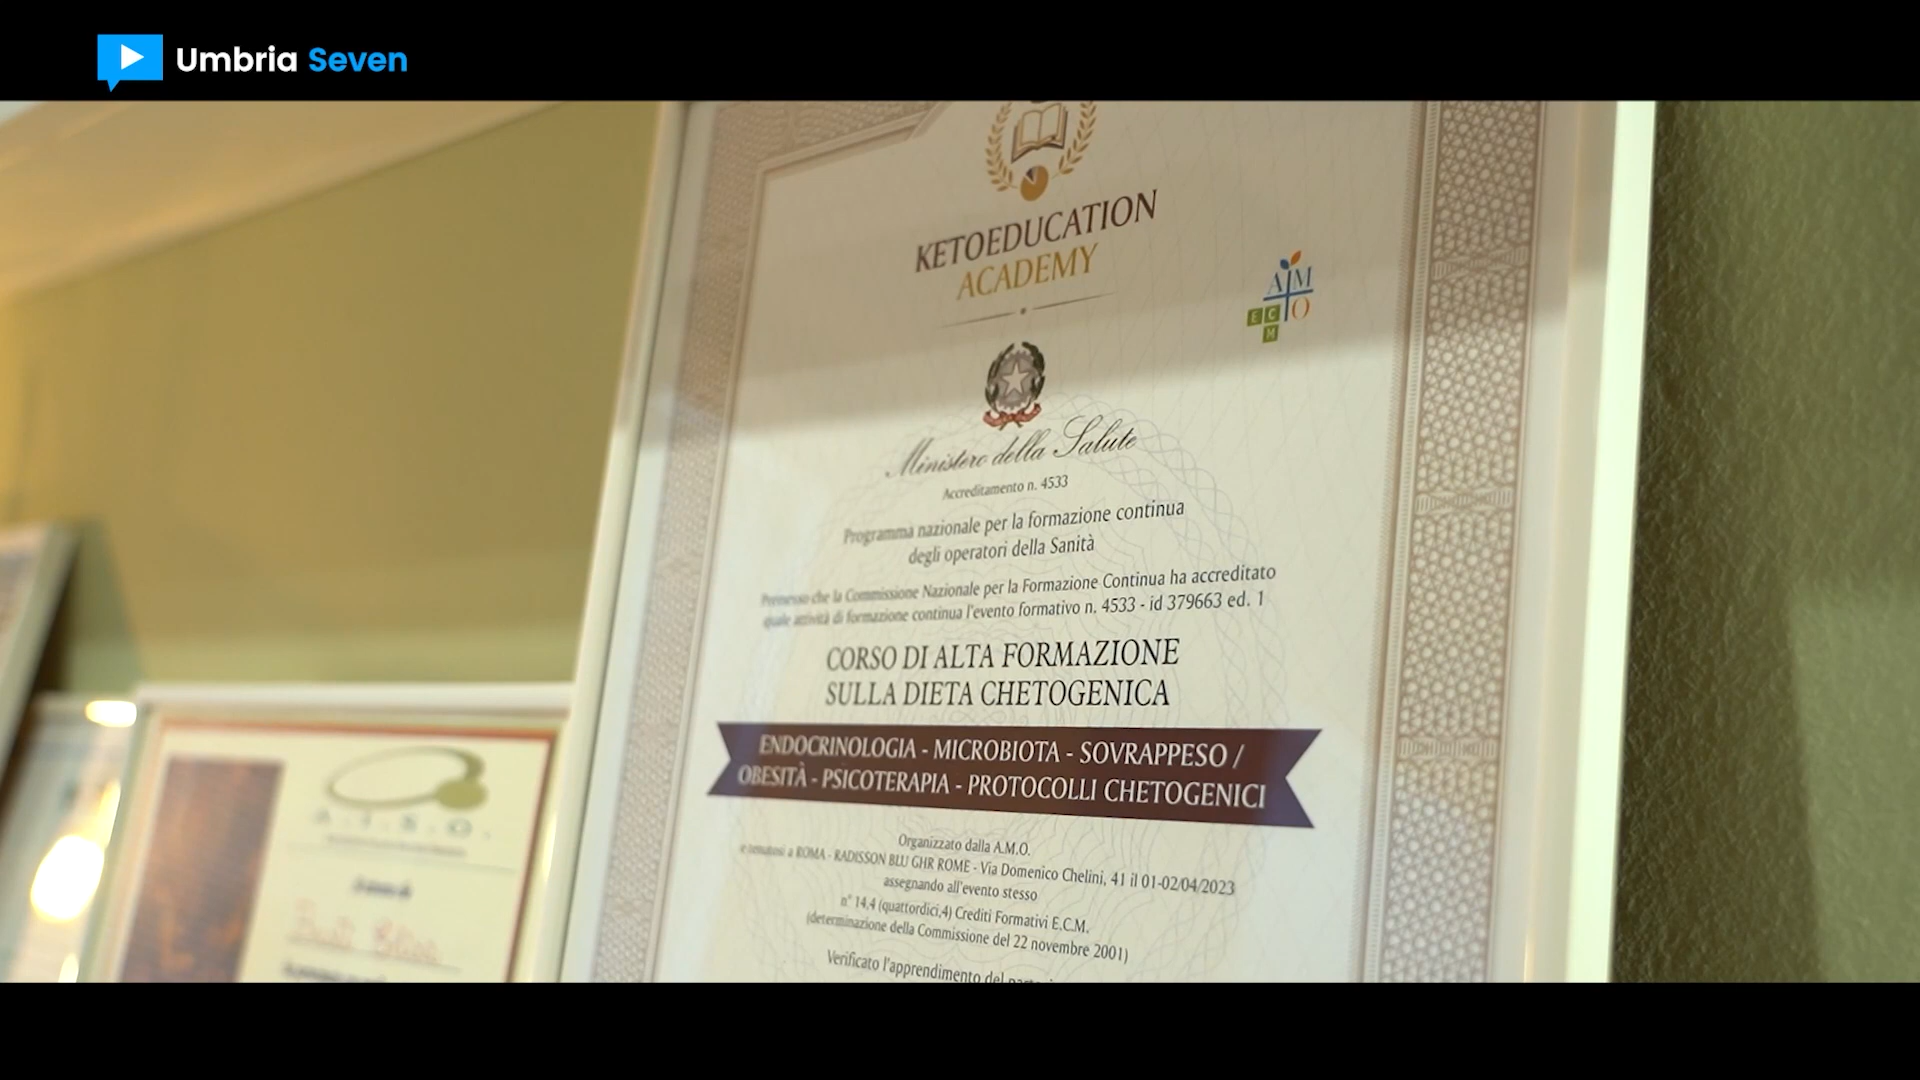 Umbria Seven
KETOEDUCATION
ACADEMY
AMO
ECM
Ministero della Salute
Accreditamento n. 4533
Programma nazionale per la formazione continua
degli operatori della Sanità
Premesso che la Commissione Nazionale per la Formazione Continua ha accreditato
quale attività di formazione continua l'evento formativo n. 4533 - id 379663 ed. 1
CORSO DI ALTA FORMAZIONE
SULLA DIETA CHETOGENICA
ENDOCRINOLOGIA - MICROBIOTA - SOVRAPPESO /
OBESITÀ - PSICOTERAPIA - PROTOCOLLI CHETOGENICI
Organizzato dalla A.M.O.
e tenutosi a ROMA - RADISSON BLU GHR ROME - Via Domenico Chelini, 41 il 01-02/04/2023
assegnando all'evento stesso
n° 14,4 (quattordici,4) Crediti Formativi E.C.M.
(determinazione della Commissione del 22 novembre 2001)
Verificato l'apprendimento del
A.I.S.O.